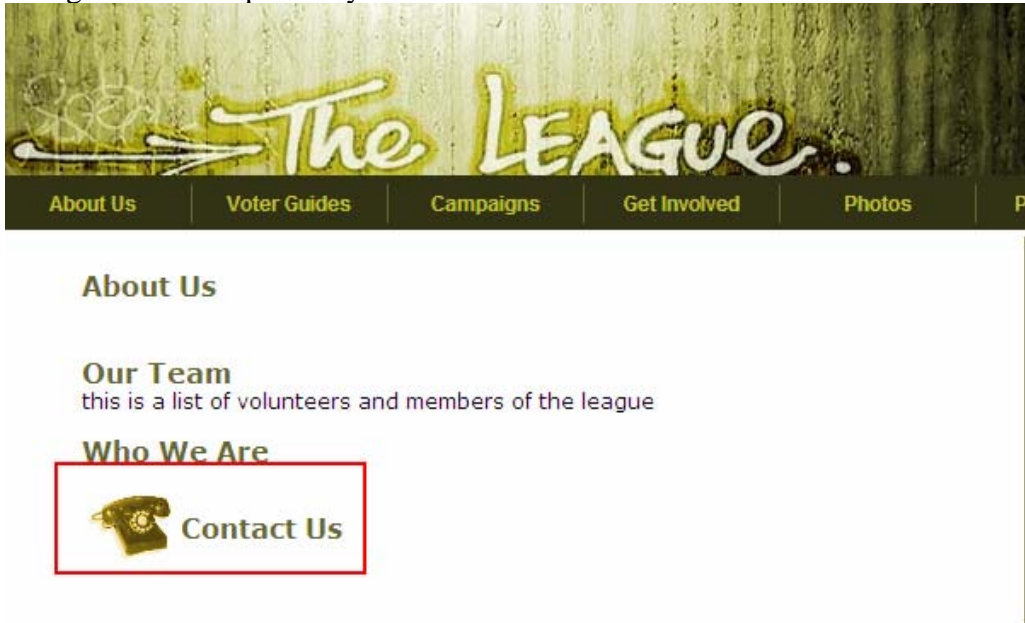 The League.
About Us Voter Guides Campaigns Get Involved Photos P
About Us
Our Team
this is a list of volunteers and members of the league
Who We Are
Contact Us